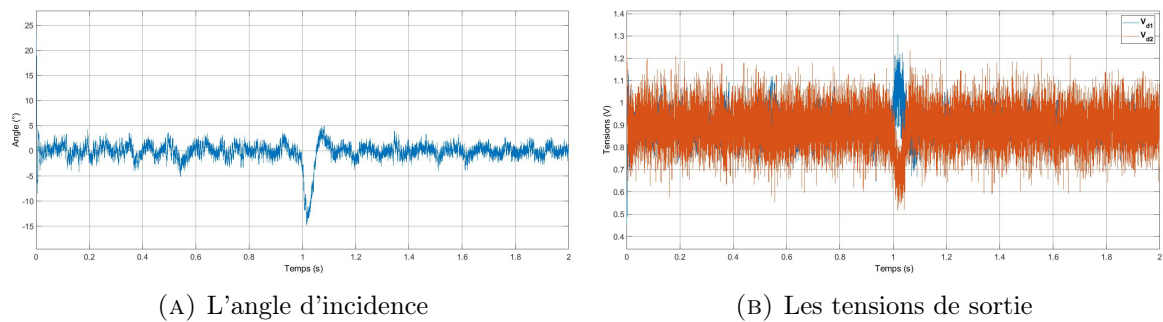 Angle (°)
25
20
15
10
5
0
-5
-10
-15
0 0.2 0.4 0.6 0.8 1 1.2 1.4 1.6 1.8 2
Temps (s)
(A) L'angle d'incidence
Tensions (V)
1.4
1.3
1.2
1.1
1
0.9
0.8
0.7
0.6
0.5
0.4
V_d1
V_d2
0 0.2 0.4 0.6 0.8 1 1.2 1.4 1.6 1.8 2
Temps (s)
(B) Les tensions de sortie